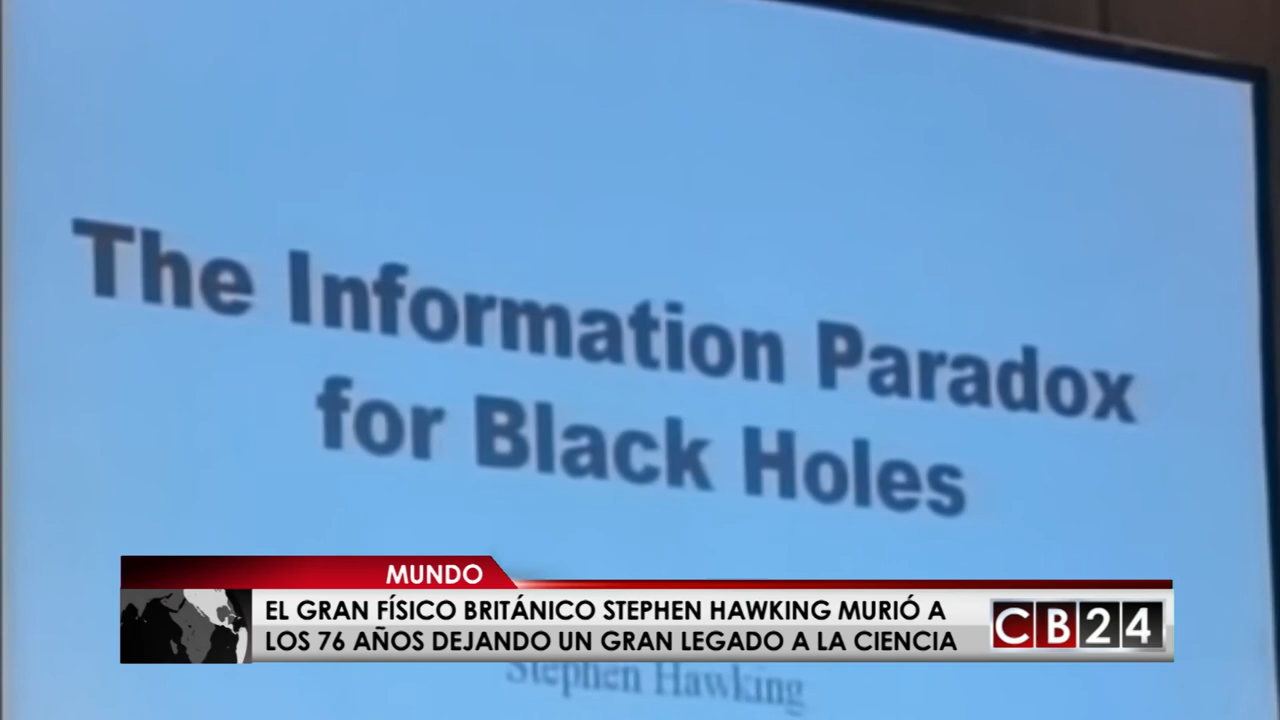 The Information Paradox
for Black Holes
MUNDO
EL GRAN FÍSICO BRITÁNICO STEPHEN HAWKING MURIÓ A
LOS 76 AÑOS DEJANDO UN GRAN LEGADO A LA CIENCIA
CB24
Stephen Hawking